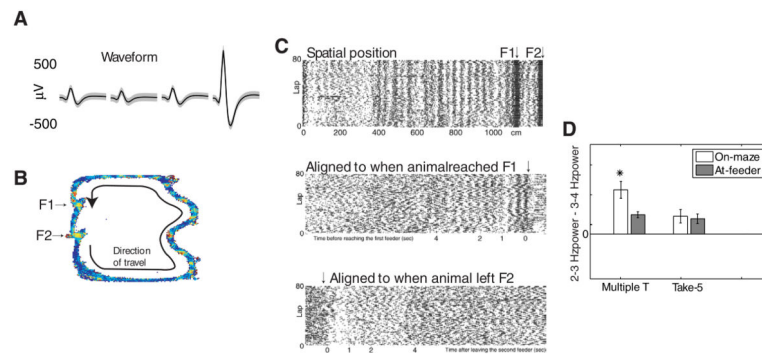 A
Waveform
500
μV
-500
B
F1
F2
Direction
of travel
C
Spatial position
F1
F2
80
Lap
0
0 200 400 600 800 1000 cm
Aligned to when animalreached F1
80
Lap
0
Time before reaching the first feeder (sec) 4 2 1 0
Aligned to when animal left F2
80
Lap
0
0 1 2 4 Time after leaving the second feeder (sec)
D
On-maze
At-feeder
*
2-3 Hzpower - 3-4 Hzpower
0
Multiple T Take-5